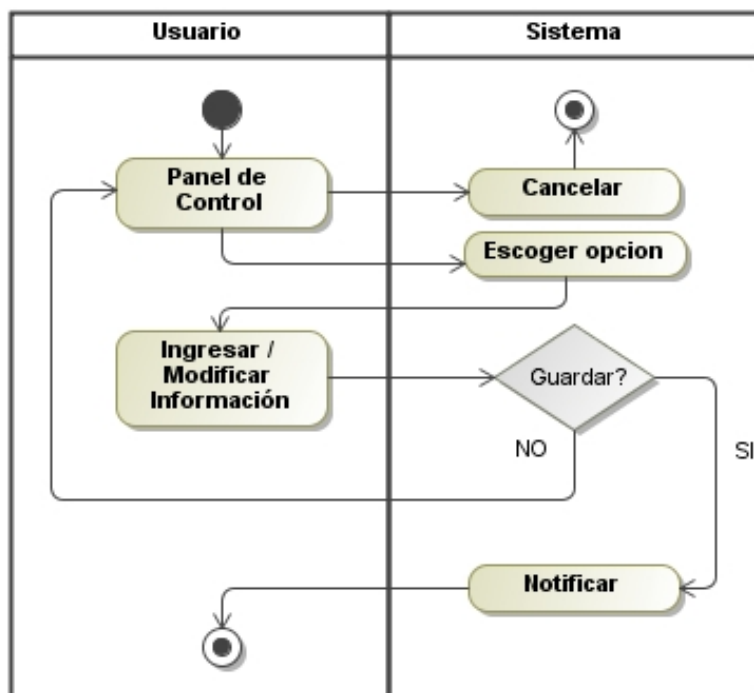 Usuario
Sistema
Panel de
Control
Cancelar
Escoger opcion
Ingresar /
Modificar
Información
Guardar?
NO
SI
Notificar